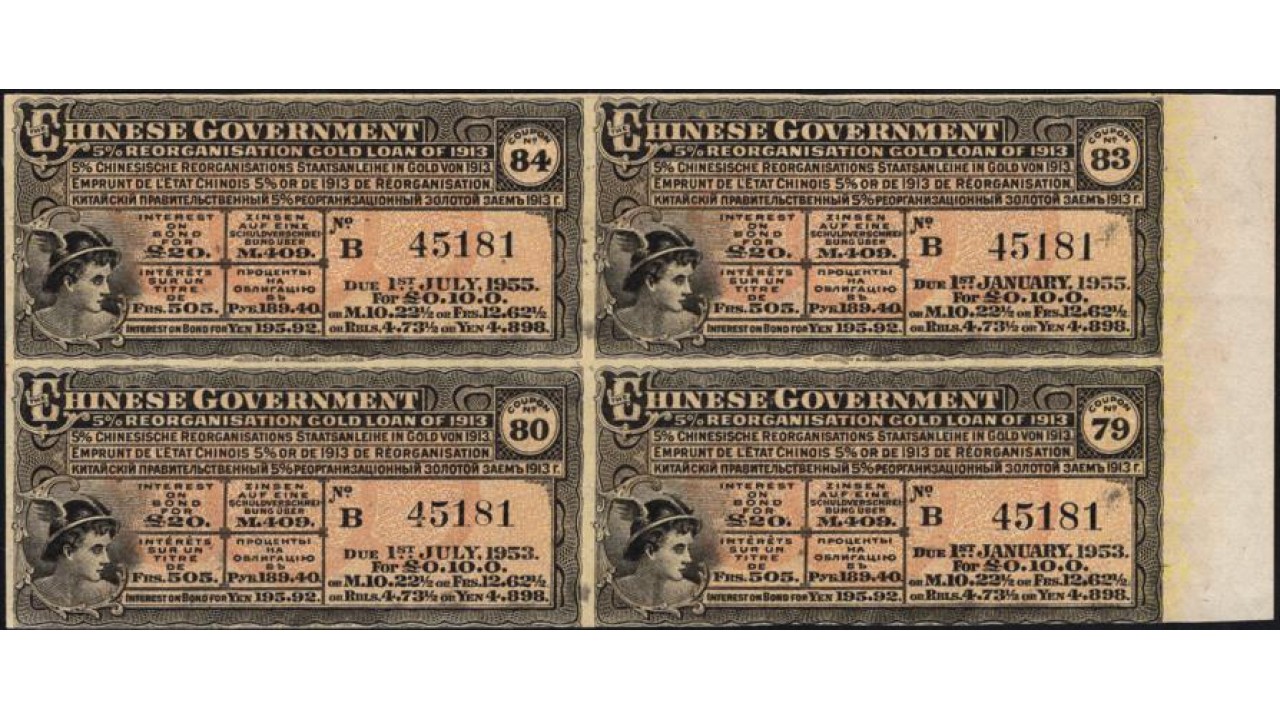 THE CHINESE GOVERNMENT
5% REORGANISATION GOLD LOAN OF 1913
COUPON
No
84
5% CHINESISCHE REORGANISATIONS STAATSANLEIHE IN GOLD VON 1913
EMPRUNT DE L'ÉTAT CHINOIS 5% OR DE 1913 DE RÉORGANISATION.
КИТАЙСКІЙ ПРАВИТЕЛЬСТВЕННЫЙ 5% РЕОРГАНИЗАЦІОННЫЙ ЗОЛОТОЙ ЗАЕМЪ 1913 г.
INTEREST
ON
BOND
FOR
£20.
ZINSEN
AUF EINE
SCHULDVERSCHREI-
BUNG ÜBER
M.409.
INTÉRÊTS
SUR UN
TITRE
DE
FRS.505.
ПРОЦЕНТЫ
НА
ОБЛИГАЦІЮ
ВЪ
РУБ189.40.
INTEREST ON BOND FOR YEN 195.92.
No
B 45181
DUE 1ST JULY, 1955.
FOR £0.10.0.
OR M.10.22½ OR FRS.12.62½
OR RBLS.4.73½ OR YEN 4.898.
THE CHINESE GOVERNMENT
5% REORGANISATION GOLD LOAN OF 1913
COUPON
No
83
5% CHINESISCHE REORGANISATIONS STAATSANLEIHE IN GOLD VON 1913
EMPRUNT DE L'ÉTAT CHINOIS 5% OR DE 1913 DE RÉORGANISATION.
КИТАЙСКІЙ ПРАВИТЕЛЬСТВЕННЫЙ 5% РЕОРГАНИЗАЦІОННЫЙ ЗОЛОТОЙ ЗАЕМЪ 1913 г.
INTEREST
ON
BOND
FOR
£20.
ZINSEN
AUF EINE
SCHULDVERSCHREI-
BUNG ÜBER
M.409.
INTÉRÊTS
SUR UN
TITRE
DE
FRS.505.
ПРОЦЕНТЫ
НА
ОБЛИГАЦІЮ
ВЪ
РУБ189.40.
INTEREST ON BOND FOR YEN 195.92.
No
B 45181
DUE 1ST JANUARY, 1955.
FOR £0.10.0.
OR M.10.22½ OR FRS.12.62½
OR RBLS.4.73½ OR YEN 4.898.
THE CHINESE GOVERNMENT
5% REORGANISATION GOLD LOAN OF 1913
COUPON
No
80
5% CHINESISCHE REORGANISATIONS STAATSANLEIHE IN GOLD VON 1913
EMPRUNT DE L'ÉTAT CHINOIS 5% OR DE 1913 DE RÉORGANISATION.
КИТАЙСКІЙ ПРАВИТЕЛЬСТВЕННЫЙ 5% РЕОРГАНИЗАЦІОННЫЙ ЗОЛОТОЙ ЗАЕМЪ 1913 г.
INTEREST
ON
BOND
FOR
£20.
ZINSEN
AUF EINE
SCHULDVERSCHREI-
BUNG ÜBER
M.409.
INTÉRÊTS
SUR UN
TITRE
DE
FRS.505.
ПРОЦЕНТЫ
НА
ОБЛИГАЦІЮ
ВЪ
РУБ189.40.
INTEREST ON BOND FOR YEN 195.92.
No
B 45181
DUE 1ST JULY, 1953.
FOR £0.10.0.
OR M.10.22½ OR FRS.12.62½.
OR RBLS.4.73½ OR YEN 4.898.
THE CHINESE GOVERNMENT
5% REORGANISATION GOLD LOAN OF 1913
COUPON
No
79
5% CHINESISCHE REORGANISATIONS STAATSANLEIHE IN GOLD VON 1913
EMPRUNT DE L'ÉTAT CHINOIS 5% OR DE 1913 DE RÉORGANISATION.
КИТАЙСКІЙ ПРАВИТЕЛЬСТВЕННЫЙ 5% РЕОРГАНИЗАЦІОННЫЙ ЗОЛОТОЙ ЗАЕМЪ 1913 г.
INTEREST
ON
BOND
FOR
£20.
ZINSEN
AUF EINE
SCHULDVERSCHREI-
BUNG ÜBER
M.409.
INTÉRÊTS
SUR UN
TITRE
DE
FRS.505.
ПРОЦЕНТЫ
НА
ОБЛИГАЦІЮ
ВЪ
РУБ189.40.
INTEREST ON BOND FOR YEN 195.92.
No
B 45181
DUE 1ST JANUARY, 1953.
FOR £0.10.0.
OR M.10.22½ OR FRS.12.62½.
OR RBLS.4.73½ OR YEN 4.898.